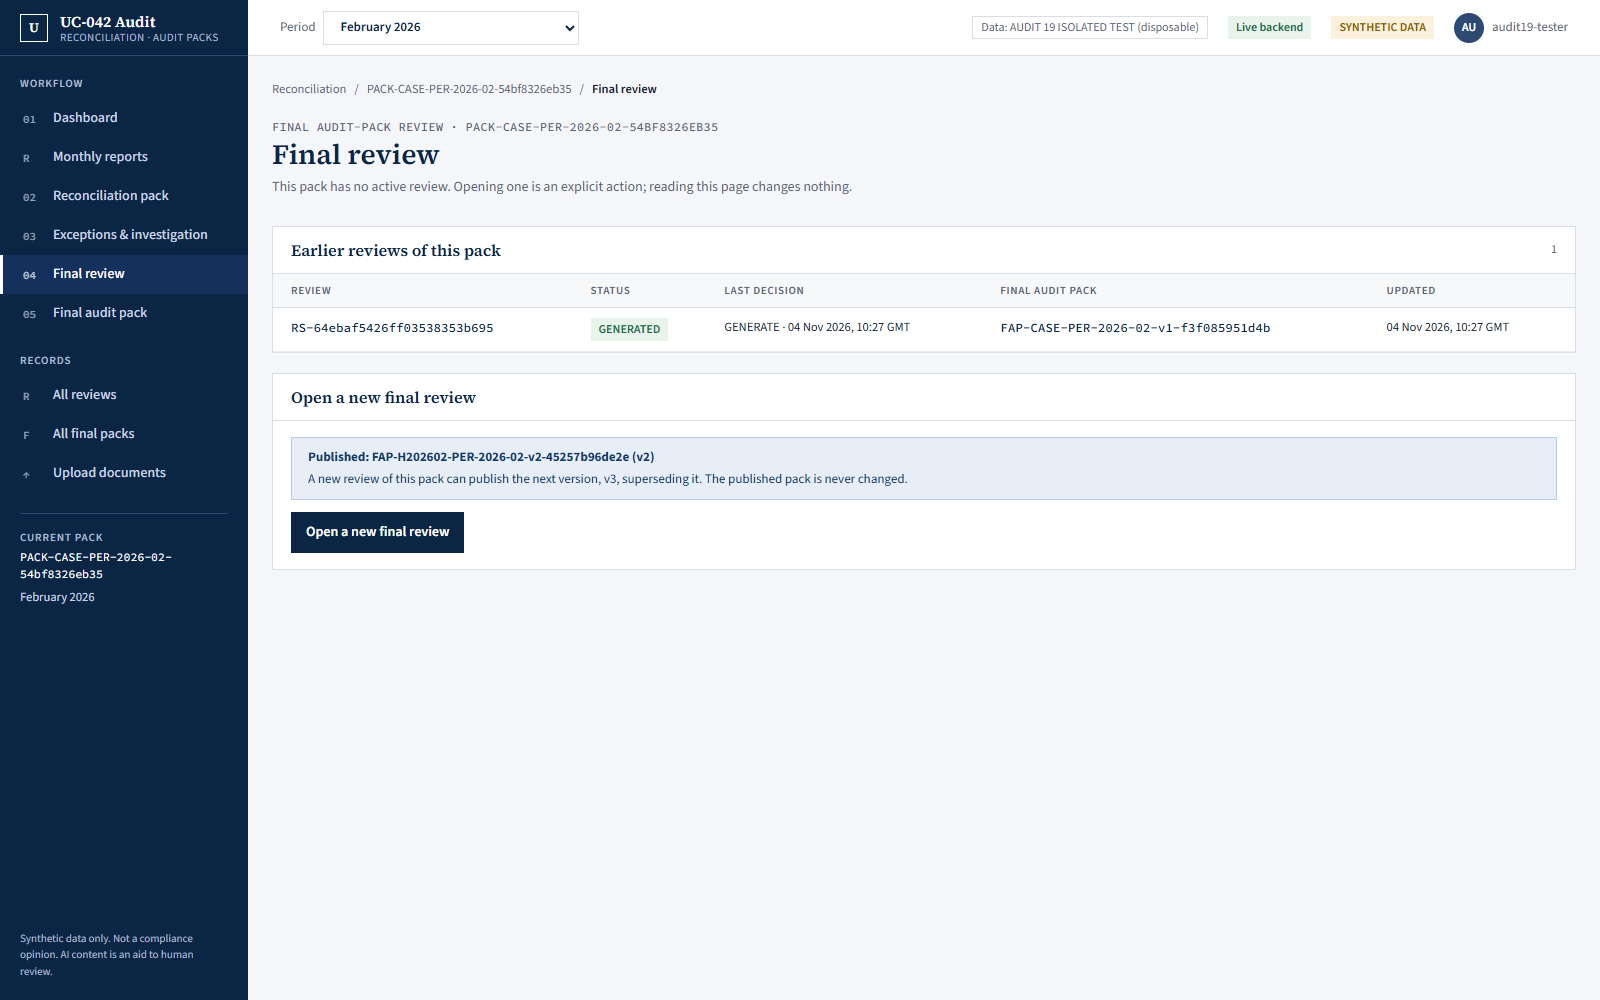 U
UC-042 Audit
RECONCILIATION · AUDIT PACKS
Period
February 2026
Data: AUDIT 19 ISOLATED TEST (disposable)
Live backend
SYNTHETIC DATA
AU
audit19-tester
WORKFLOW
01 Dashboard
R Monthly reports
02 Reconciliation pack
03 Exceptions & investigation
04 Final review
05 Final audit pack
RECORDS
R All reviews
F All final packs
↑ Upload documents
CURRENT PACK
PACK-CASE-PER-2026-02-
54bf8326eb35
February 2026
Synthetic data only. Not a compliance
opinion. AI content is an aid to human
review.
Reconciliation / PACK-CASE-PER-2026-02-54bf8326eb35 / Final review
FINAL AUDIT-PACK REVIEW · PACK-CASE-PER-2026-02-54BF8326EB35
Final review
This pack has no active review. Opening one is an explicit action; reading this page changes nothing.
Earlier reviews of this pack 1
REVIEW STATUS LAST DECISION FINAL AUDIT PACK UPDATED
RS-64ebaf5426ff03538353b695 GENERATED GENERATE · 04 Nov 2026, 10:27 GMT FAP-CASE-PER-2026-02-v1-f3f085951d4b 04 Nov 2026, 10:27 GMT
Open a new final review
Published: FAP-H202602-PER-2026-02-v2-45257b96de2e (v2)
A new review of this pack can publish the next version, v3, superseding it. The published pack is never changed.
Open a new final review